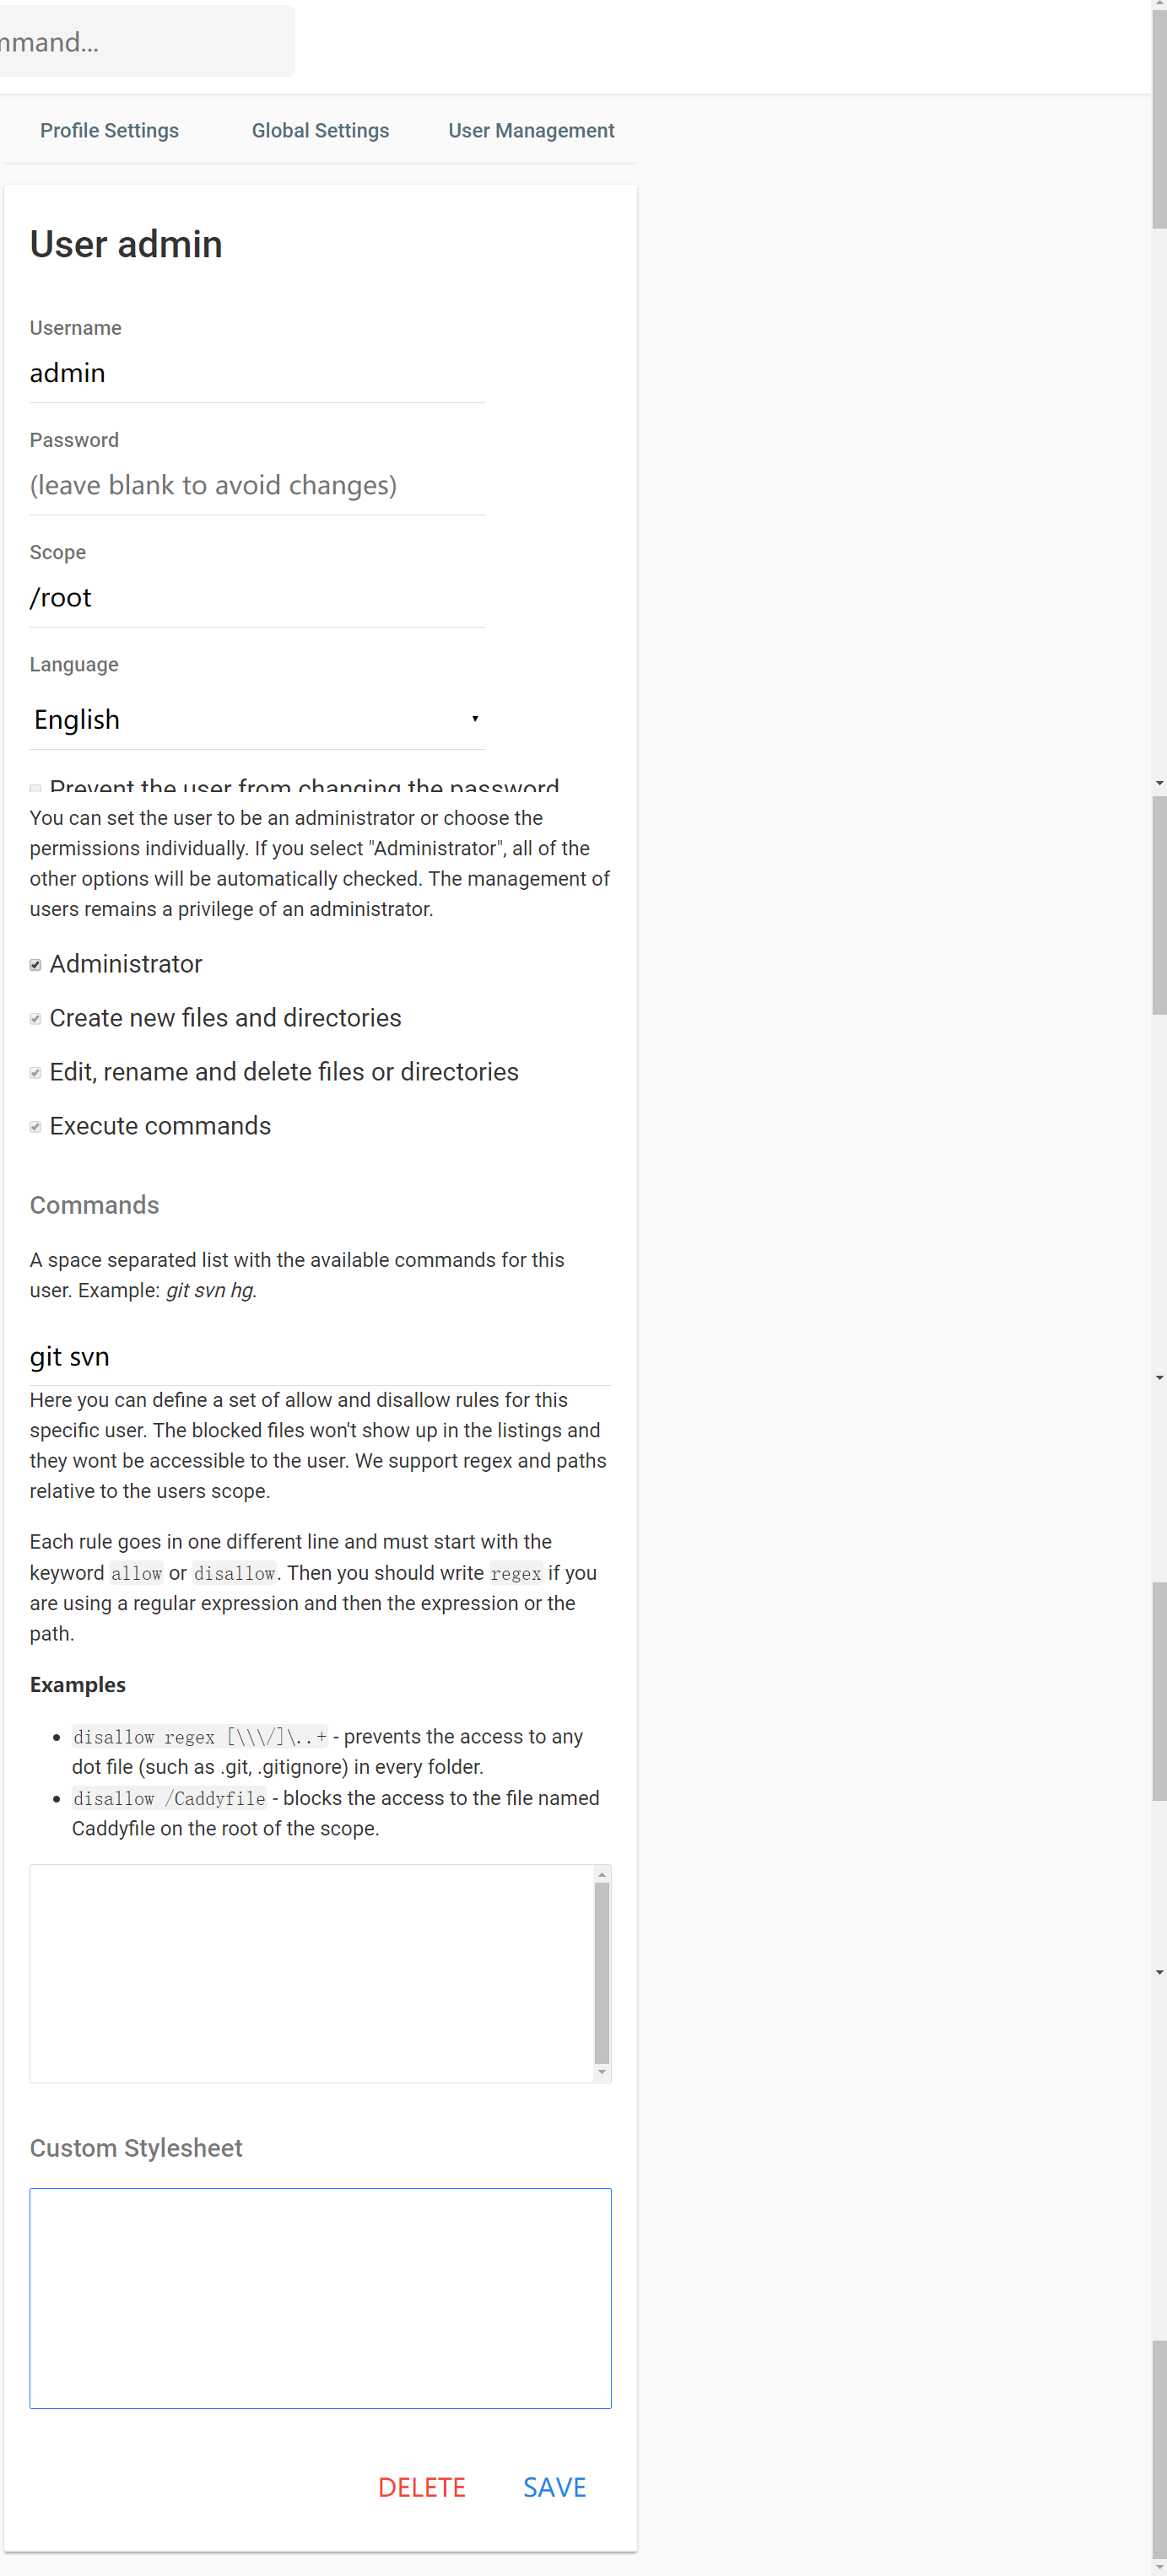 mmand...
Profile Settings Global Settings User Management
User admin
Username
admin
Password
(leave blank to avoid changes)
Scope
/root
Language
English
Prevent the user from changing the password
You can set the user to be an administrator or choose the
permissions individually. If you select "Administrator", all of the
other options will be automatically checked. The management of
users remains a privilege of an administrator.
Administrator
Create new files and directories
Edit, rename and delete files or directories
Execute commands
Commands
A space separated list with the available commands for this
user. Example: git svn hg.
git svn
Here you can define a set of allow and disallow rules for this
specific user. The blocked files won't show up in the listings and
they wont be accessible to the user. We support regex and paths
relative to the users scope.
Each rule goes in one different line and must start with the
keyword allow or disallow. Then you should write regex if you
are using a regular expression and then the expression or the
path.
Examples
• disallow regex [\\\/]\..+ - prevents the access to any
dot file (such as .git, .gitignore) in every folder.
• disallow /Caddyfile - blocks the access to the file named
Caddyfile on the root of the scope.
Custom Stylesheet
DELETE SAVE